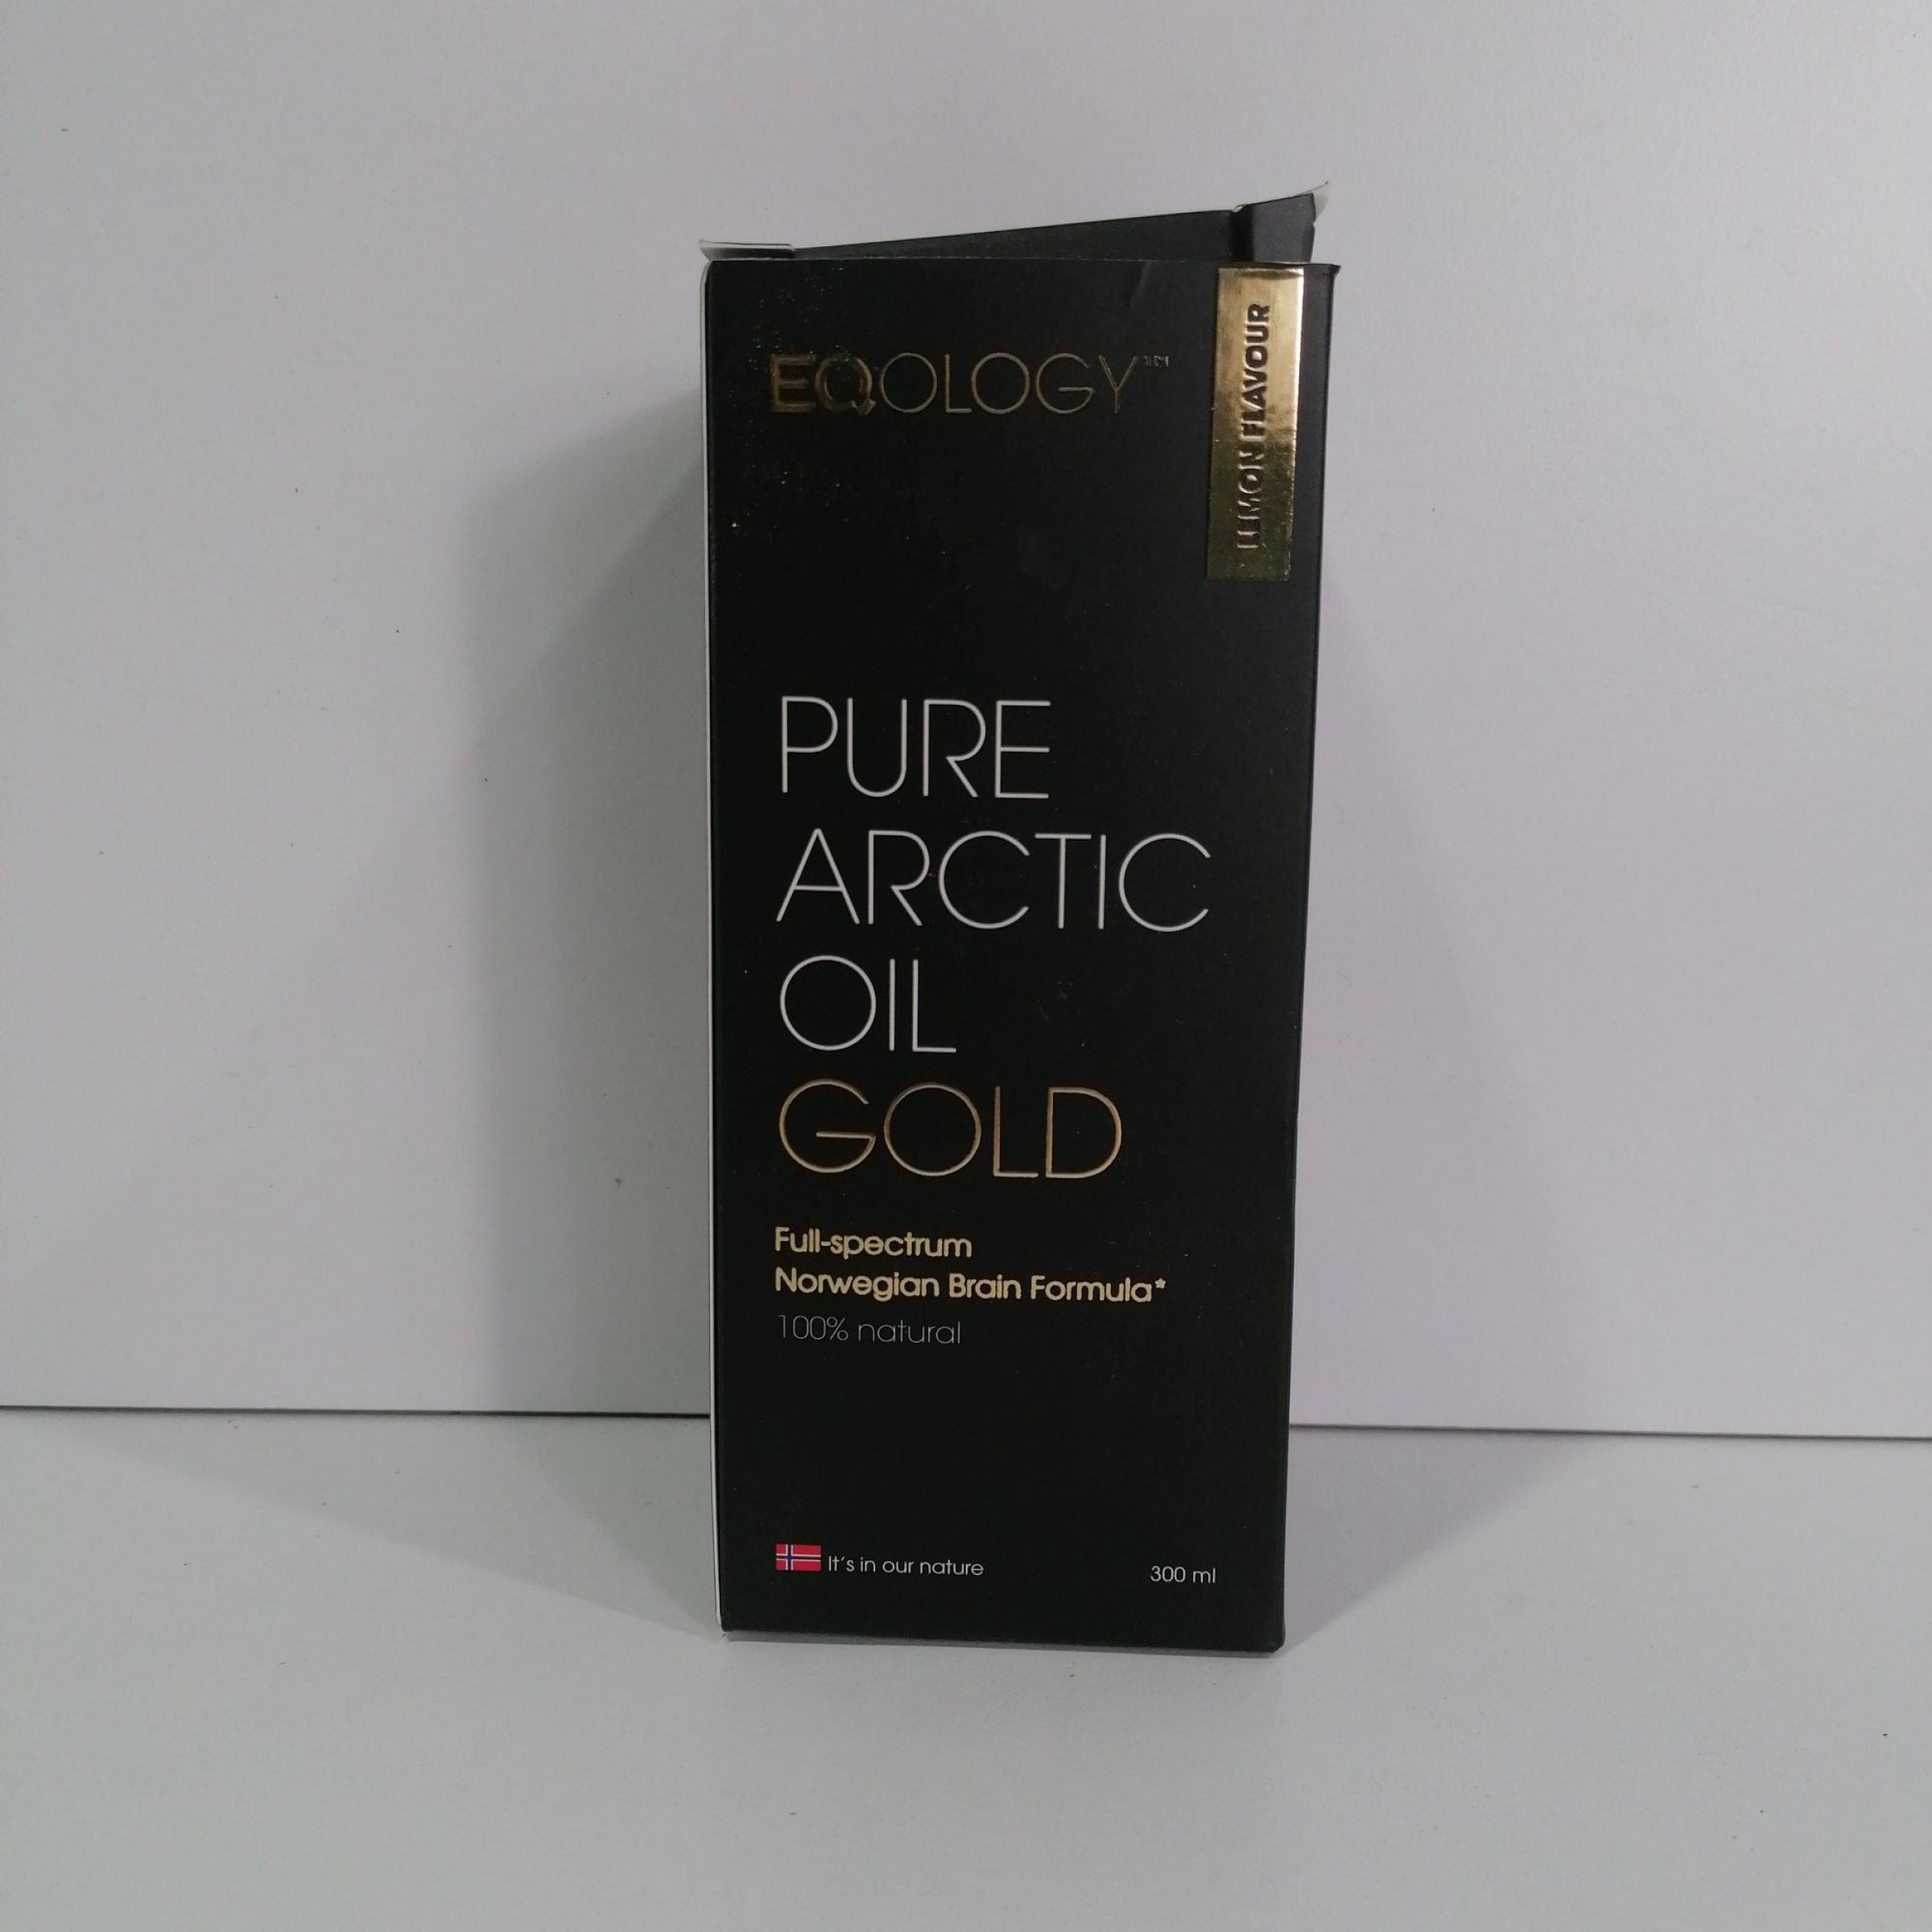 EQOLOGY™
LEMON FLAVOUR
PURE
ARCTIC
OIL
GOLD
Full-spectrum
Norwegian Brain Formula*
100% natural
It's in our nature
300 ml